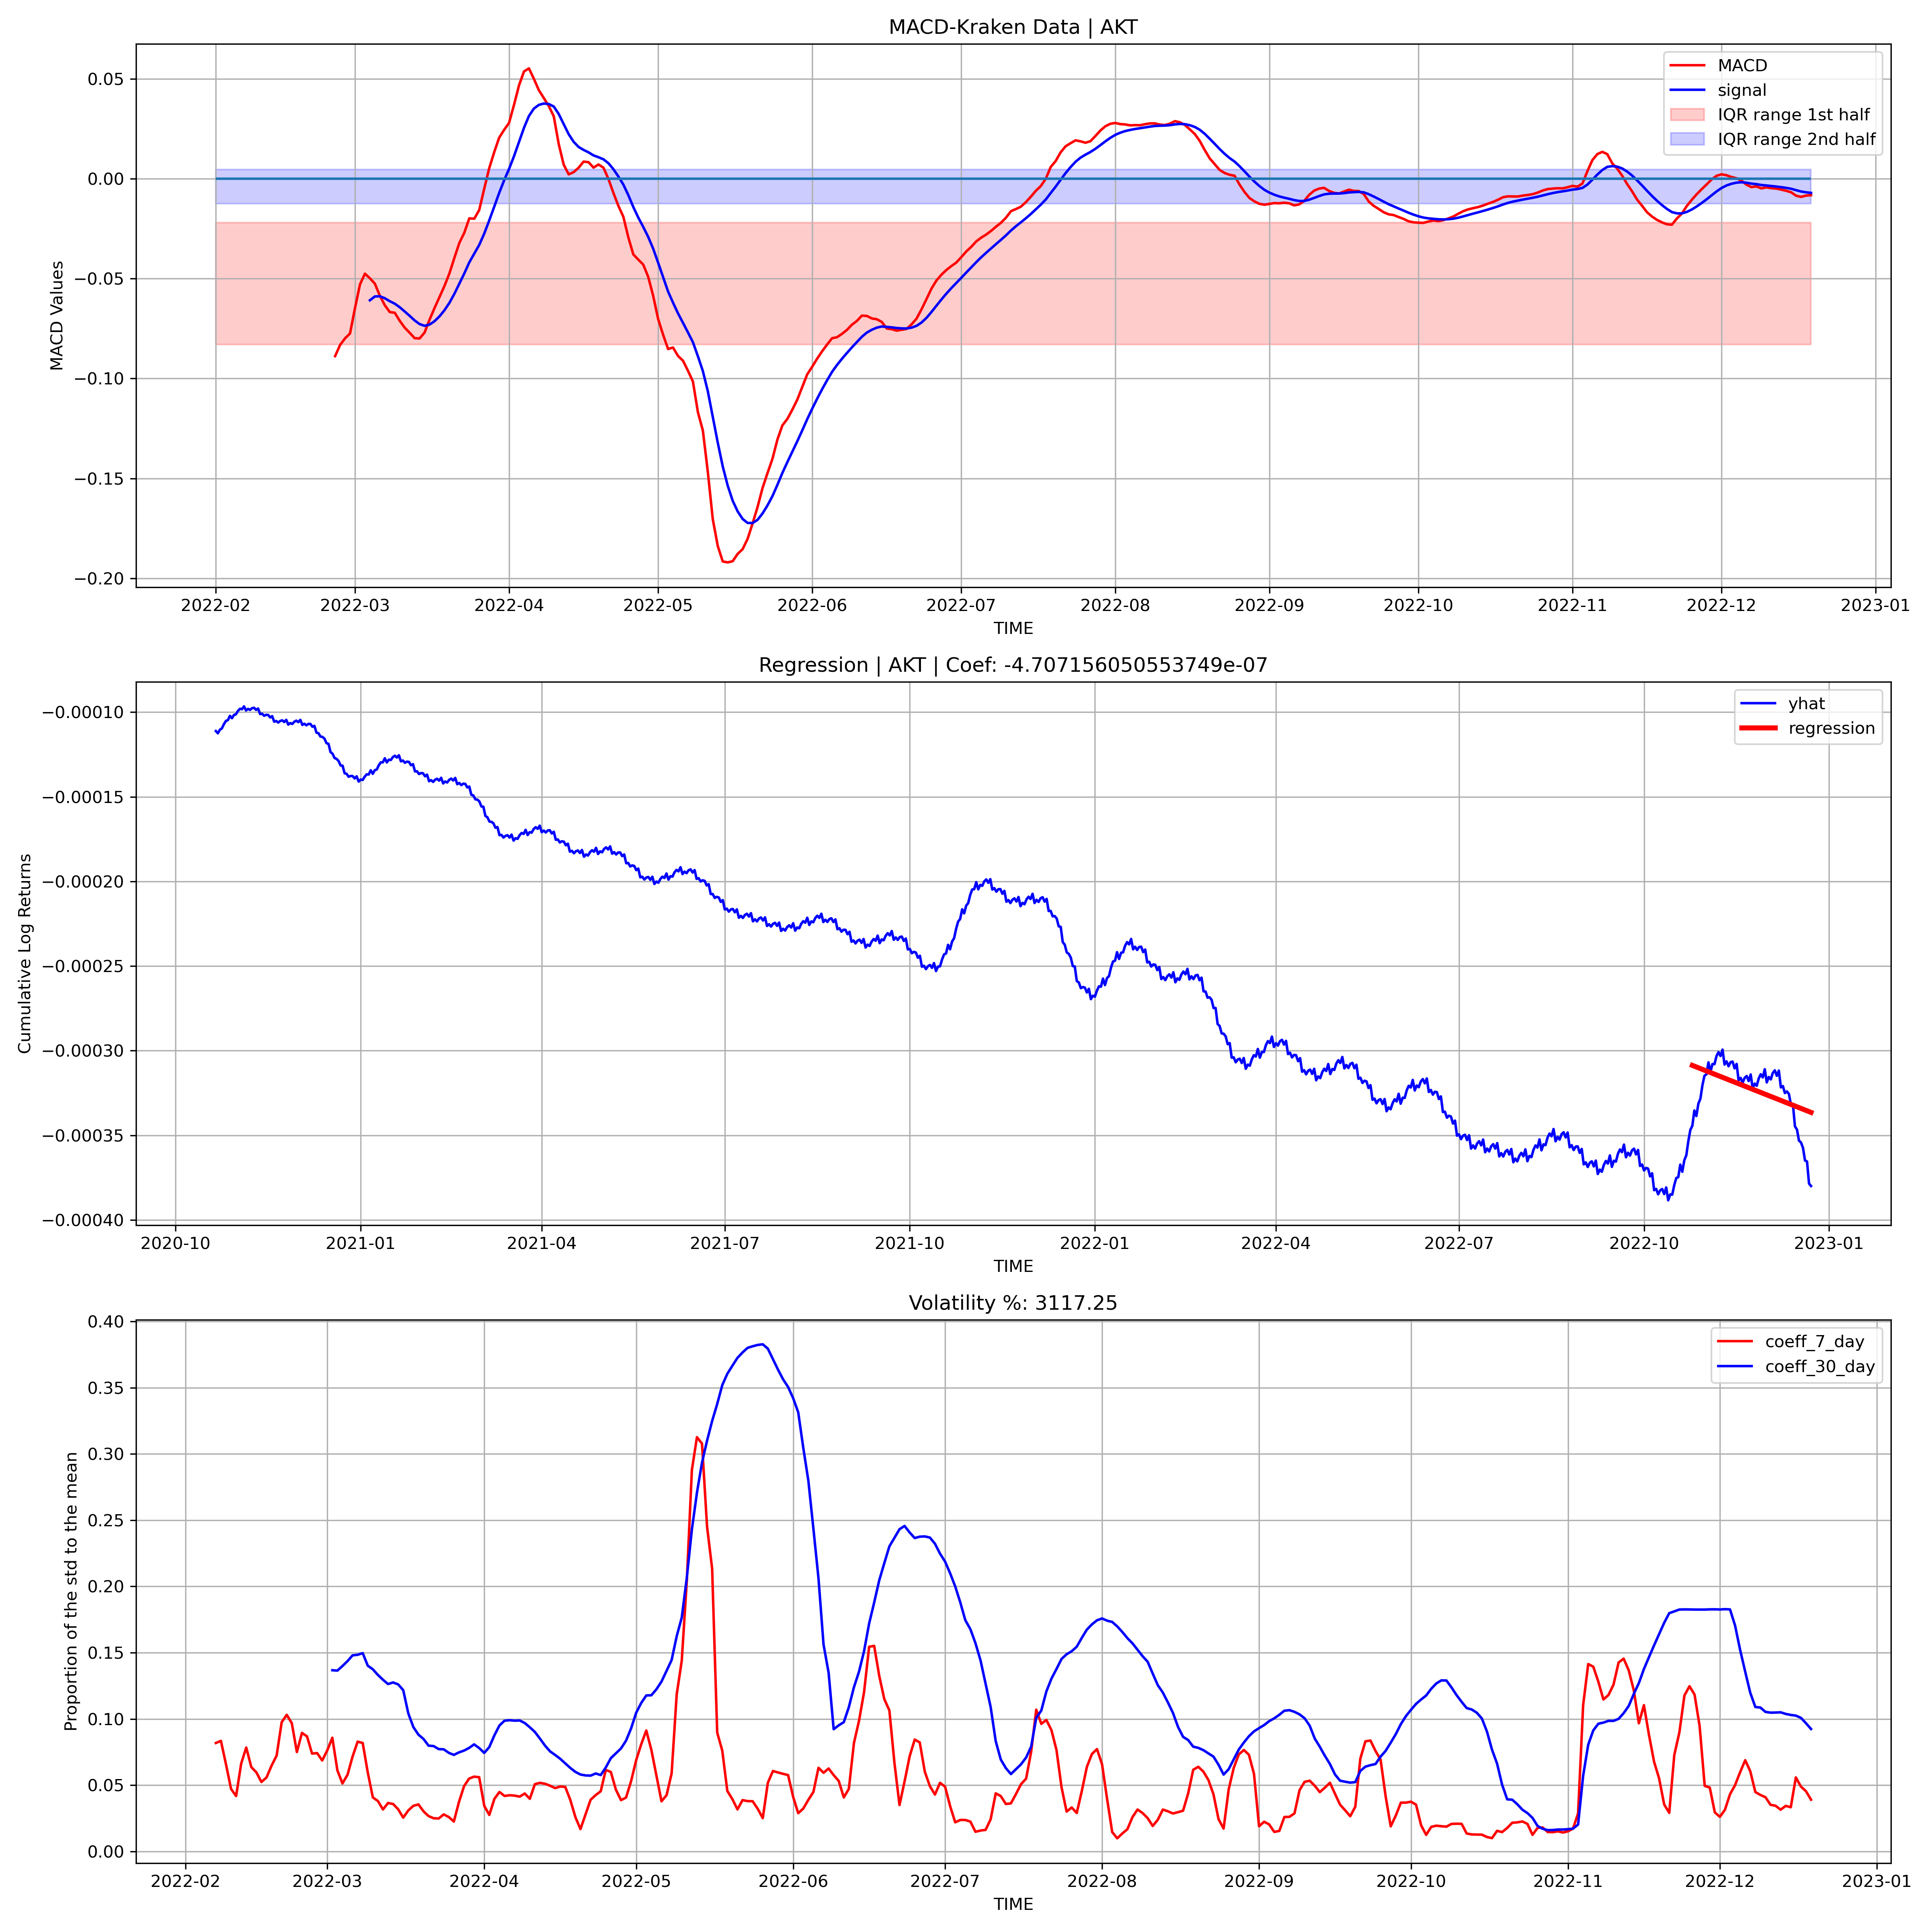 MACD-Kraken Data | AKT
MACD
signal
IQR range 1st half
IQR range 2nd half
MACD Values
0.05
0.00
−0.05
−0.10
−0.15
−0.20
2022-02 2022-03 2022-04 2022-05 2022-06 2022-07 2022-08 2022-09 2022-10 2022-11 2022-12 2023-01
TIME
Regression | AKT | Coef: -4.707156050553749e-07
yhat
regression
Cumulative Log Returns
−0.00010
−0.00015
−0.00020
−0.00025
−0.00030
−0.00035
−0.00040
2020-10 2021-01 2021-04 2021-07 2021-10 2022-01 2022-04 2022-07 2022-10 2023-01
TIME
Volatility %: 3117.25
coeff_7_day
coeff_30_day
Proportion of the std to the mean
0.40
0.35
0.30
0.25
0.20
0.15
0.10
0.05
0.00
2022-02 2022-03 2022-04 2022-05 2022-06 2022-07 2022-08 2022-09 2022-10 2022-11 2022-12 2023-01
TIME